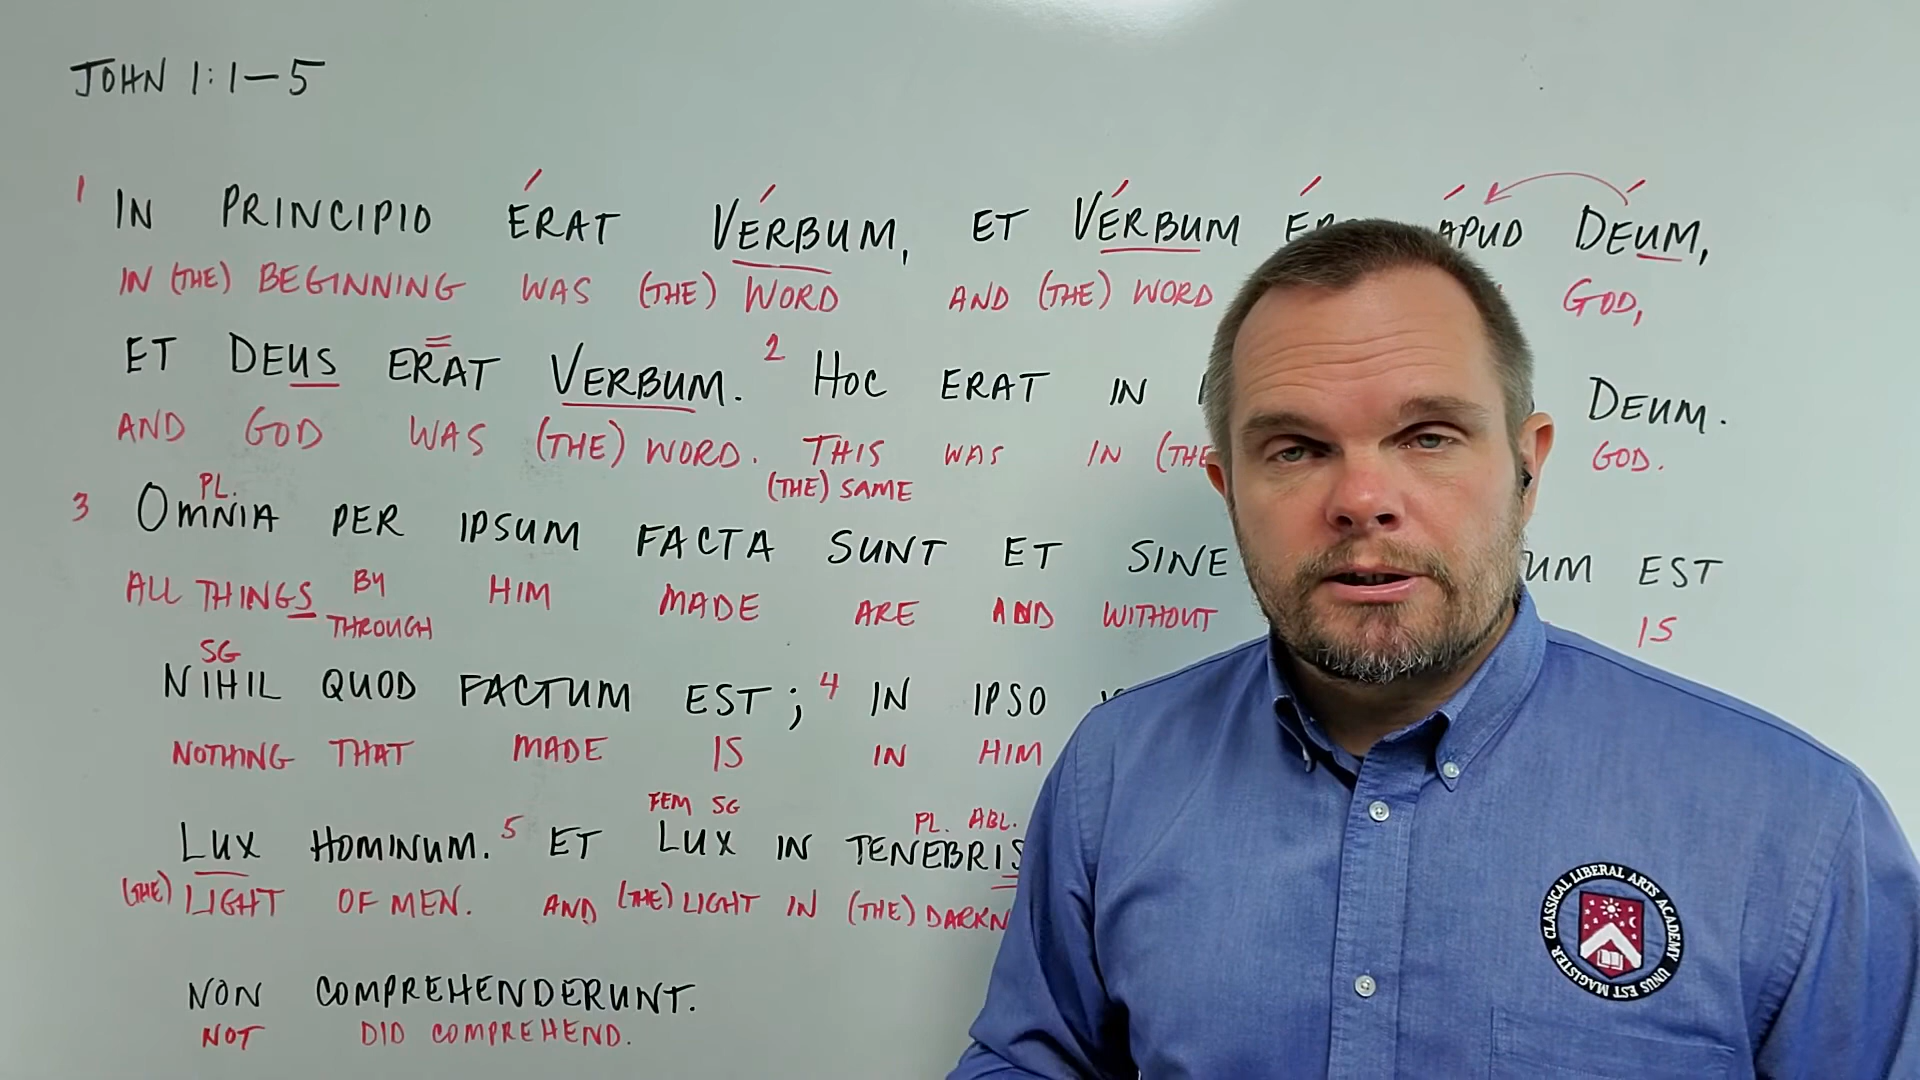 JOHN 1:1—5
1 IN PRINCIPIO ÉRAT VÉRBUM, ET VÉRBUM APUD DEUM,
IN (THE) BEGINNING WAS (THE) WORD AND (THE) WORD GOD,
ET DEUS ERAT VERBUM. 2 HOC ERAT IN DEUM.
AND GOD WAS (THE) WORD. THIS WAS IN (THE GOD.
(THE) SAME
PL.
3 OMNIA PER IPSUM FACTA SUNT ET SINE EST
ALL THINGS BY HIM MADE ARE AND WITHOUT IS
THROUGH
SG
NIHIL QUOD FACTUM EST; 4 IN IPSO
NOTHING THAT MADE IS IN HIM
FEM SG PL. ABL.
LUX HOMINUM. 5 ET LUX IN TENEBRIS
(THE) LIGHT OF MEN. AND (THE) LIGHT IN (THE) DARKN
NON COMPREHENDERUNT.
NOT DID COMPREHEND.
CLASSICAL LIBERAL ARTS ACADEMY
UNUS EST MAGISTER